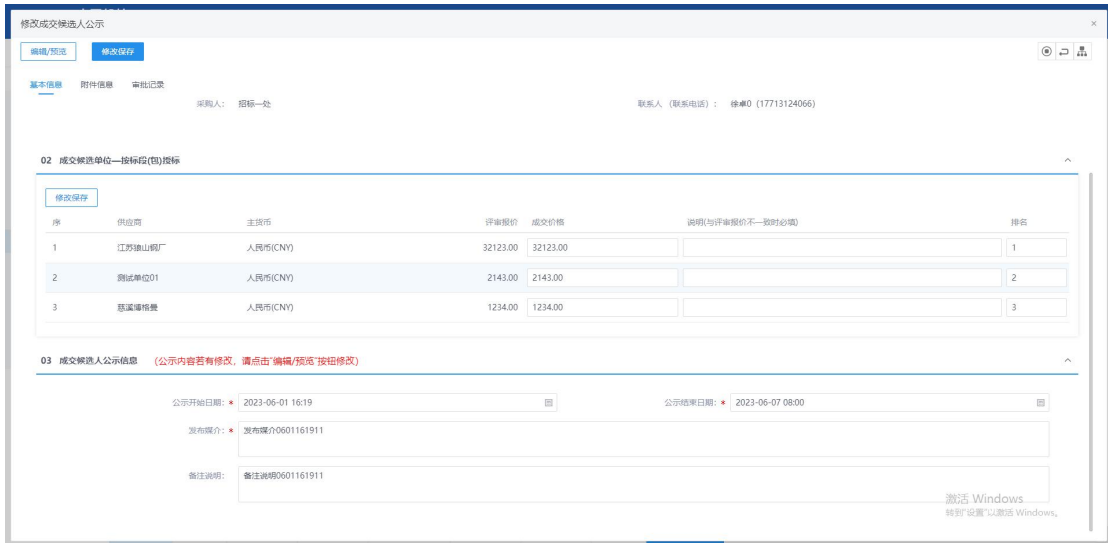 修改成交候选人公示 ×
编辑/预览 修改保存
基本信息 附件信息 审批记录
采购人： 招标一处 联系人（联系电话）： 徐卓0 (17713124066)
02 成交候选单位—按标段(包)授标
修改保存
序 供应商 主货币 评审报价 成交价格 说明(与评审报价不一致时必填) 排名
1 江苏狼山钢厂 人民币(CNY) 32123.00 32123.00 1
2 测试单位01 人民币(CNY) 2143.00 2143.00 2
3 慈溪博格曼 人民币(CNY) 1234.00 1234.00 3
03 成交候选人公示信息 (公示内容若有修改，请点击"编辑/预览"按钮修改)
公示开始日期： * 2023-06-01 16:19 公示结束日期： * 2023-06-07 08:00
发布媒介： * 发布媒介0601161911
备注说明： 备注说明0601161911
激活 Windows
转到"设置"以激活 Windows。